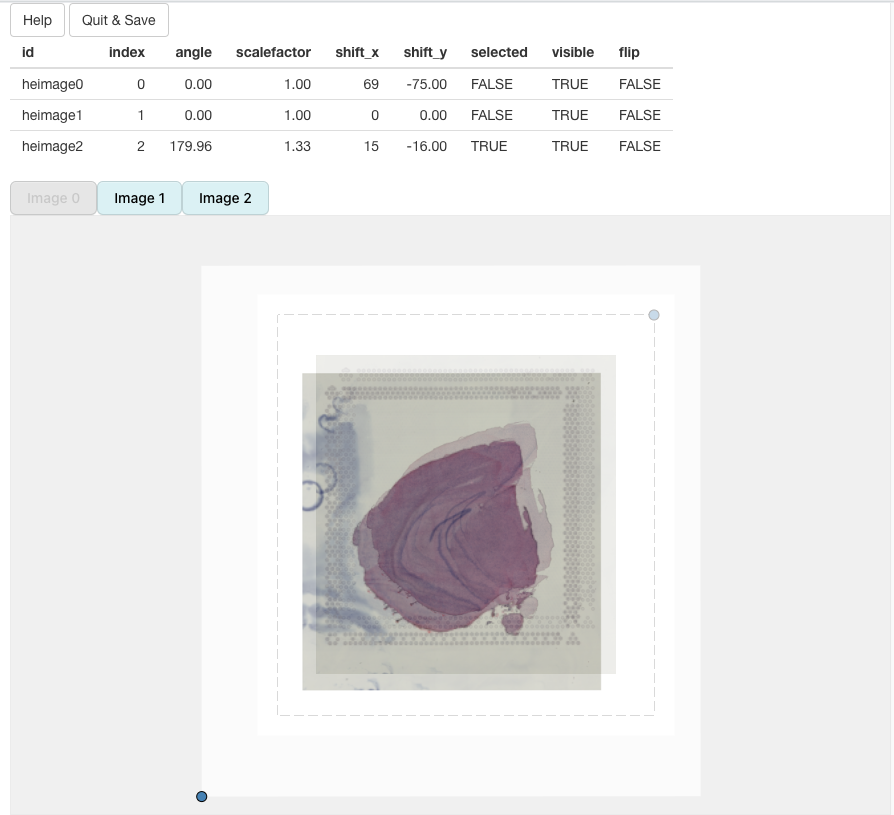 Help Quit & Save
id index angle scalefactor shift_x shift_y selected visible flip
heimage0 0 0.00 1.00 69 -75.00 FALSE TRUE FALSE
heimage1 1 0.00 1.00 0 0.00 FALSE TRUE FALSE
heimage2 2 179.96 1.33 15 -16.00 TRUE TRUE FALSE
Image 0 Image 1 Image 2